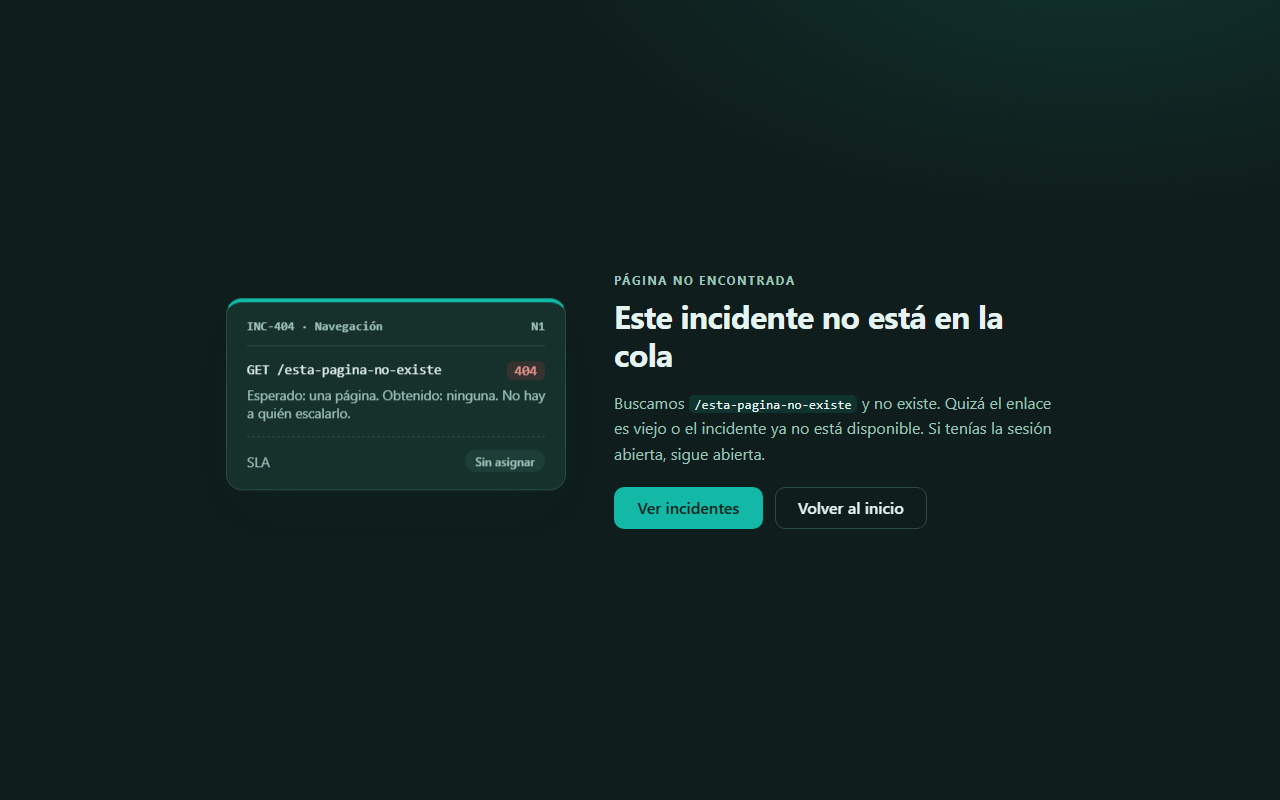 INC-404 · Navegación N1
GET /esta-pagina-no-existe 404
Esperado: una página. Obtenido: ninguna. No hay
a quién escalarlo.
SLA Sin asignar
PÁGINA NO ENCONTRADA
Este incidente no está en la
cola
Buscamos /esta-pagina-no-existe y no existe. Quizá el enlace
es viejo o el incidente ya no está disponible. Si tenías la sesión
abierta, sigue abierta.
Ver incidentes Volver al inicio